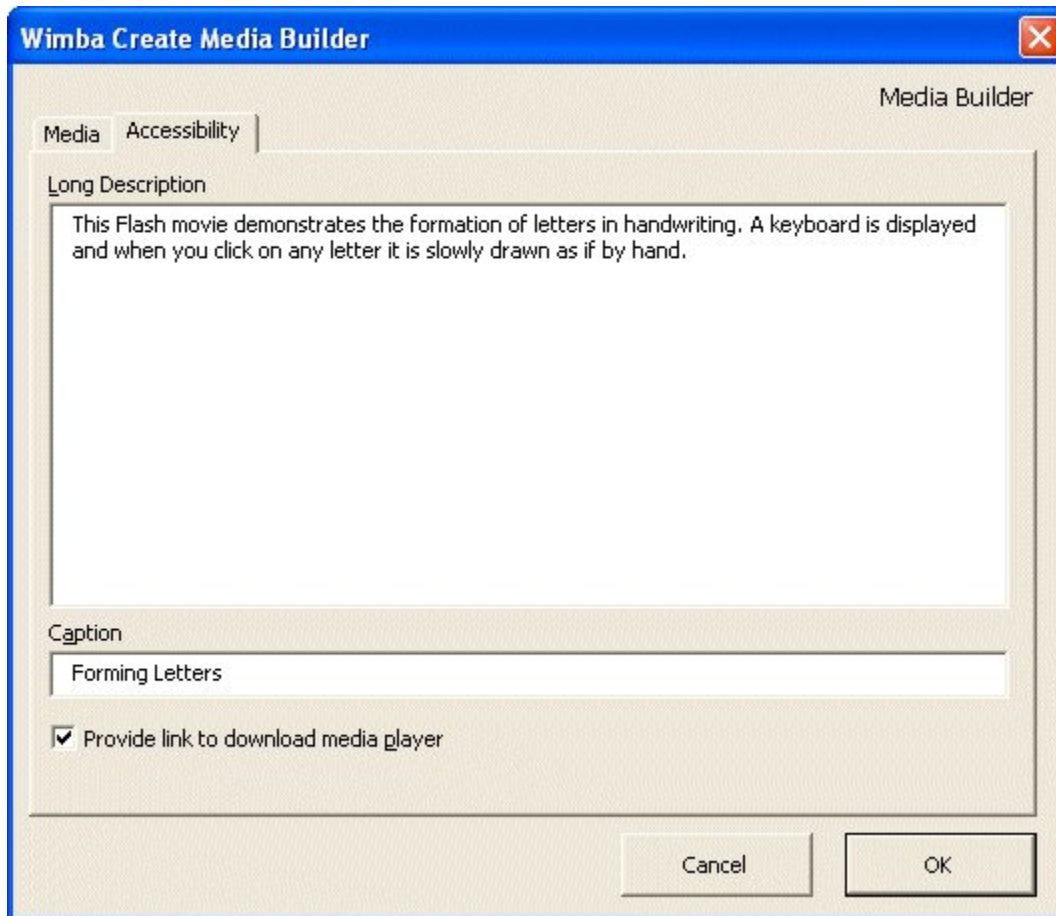 Wimba Create Media Builder
Media Builder
Media Accessibility
Long Description
This Flash movie demonstrates the formation of letters in handwriting. A keyboard is displayed
and when you click on any letter it is slowly drawn as if by hand.
Caption
Forming Letters
Provide link to download media player
Cancel OK